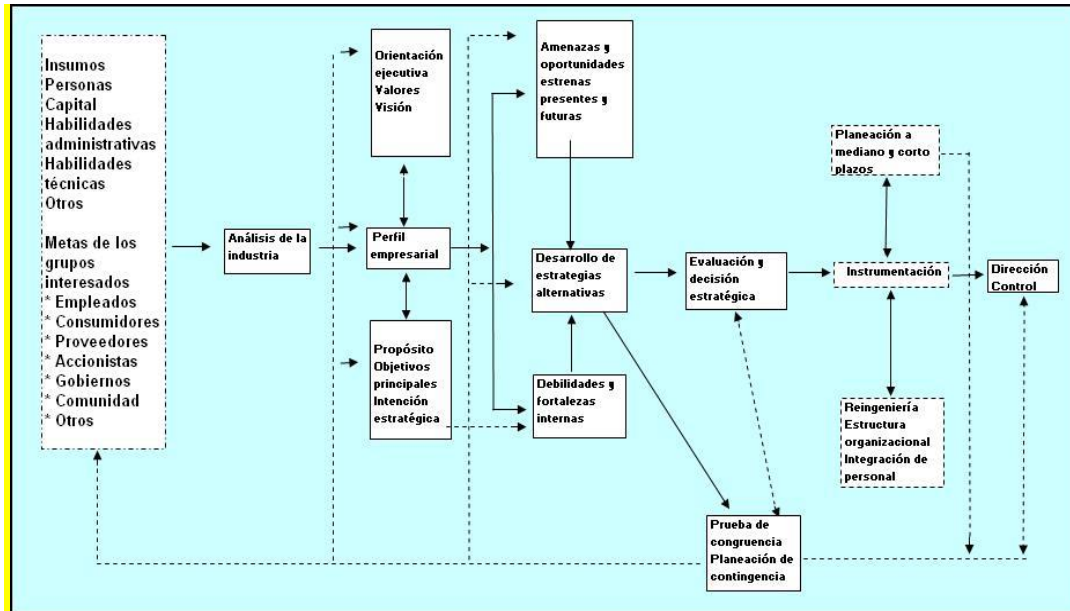 Insumos
Personas
Capital
Habilidades
administrativas
Habilidades
técnicas
Otros
Metas de los
grupos
interesados
* Empleados
* Consumidores
* Proveedores
* Accionistas
* Gobiernos
* Comunidad
* Otros
Análisis de la
industria
Orientación
ejecutiva
Valores
Visión
Perfil
empresarial
Propósito
Objetivos
principales
Intención
estratégica
Amenazas y
oportunidades
estrenas
presentes y
futuras
Desarrollo de
estrategias
alternativas
Debilidades y
fortalezas
internas
Evaluación y
decisión
estratégica
Prueba de
congruencia
Planeación de
contingencia
Planeación a
mediano y corto
plazos
Instrumentación
Reingeniería
Estructura
organizacional
Integración de
personal
Dirección
Control